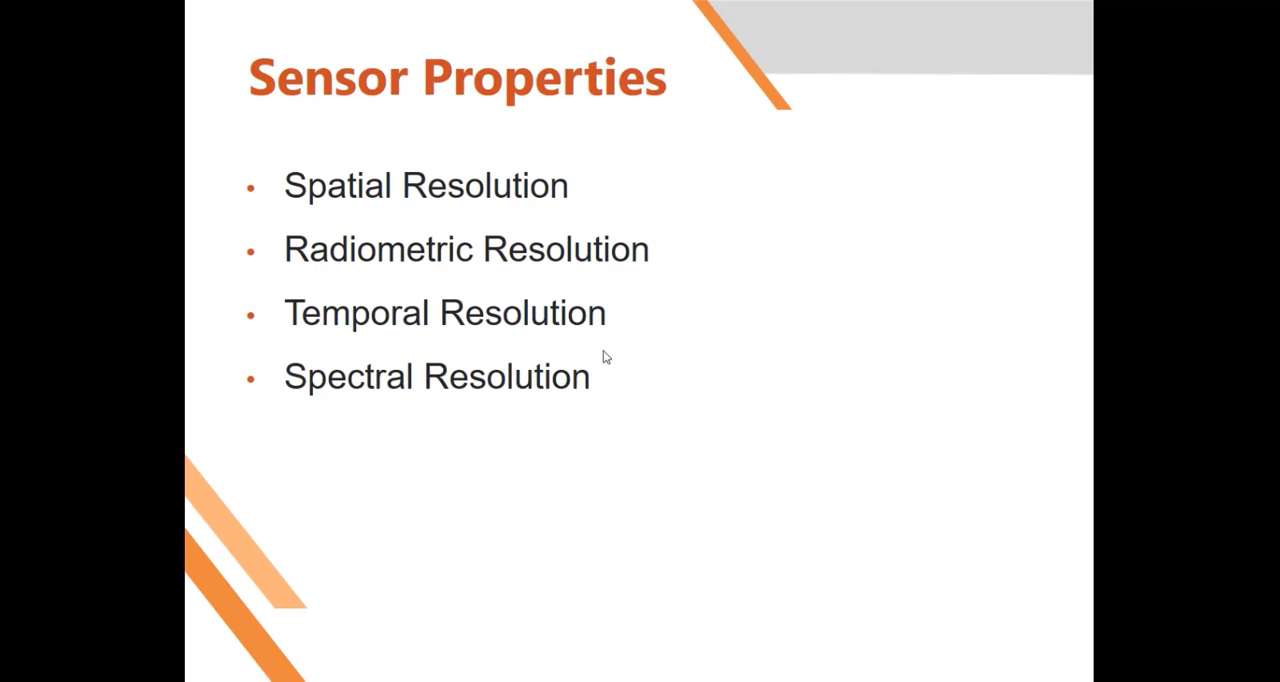 Sensor Properties
• Spatial Resolution
• Radiometric Resolution
• Temporal Resolution
• Spectral Resolution